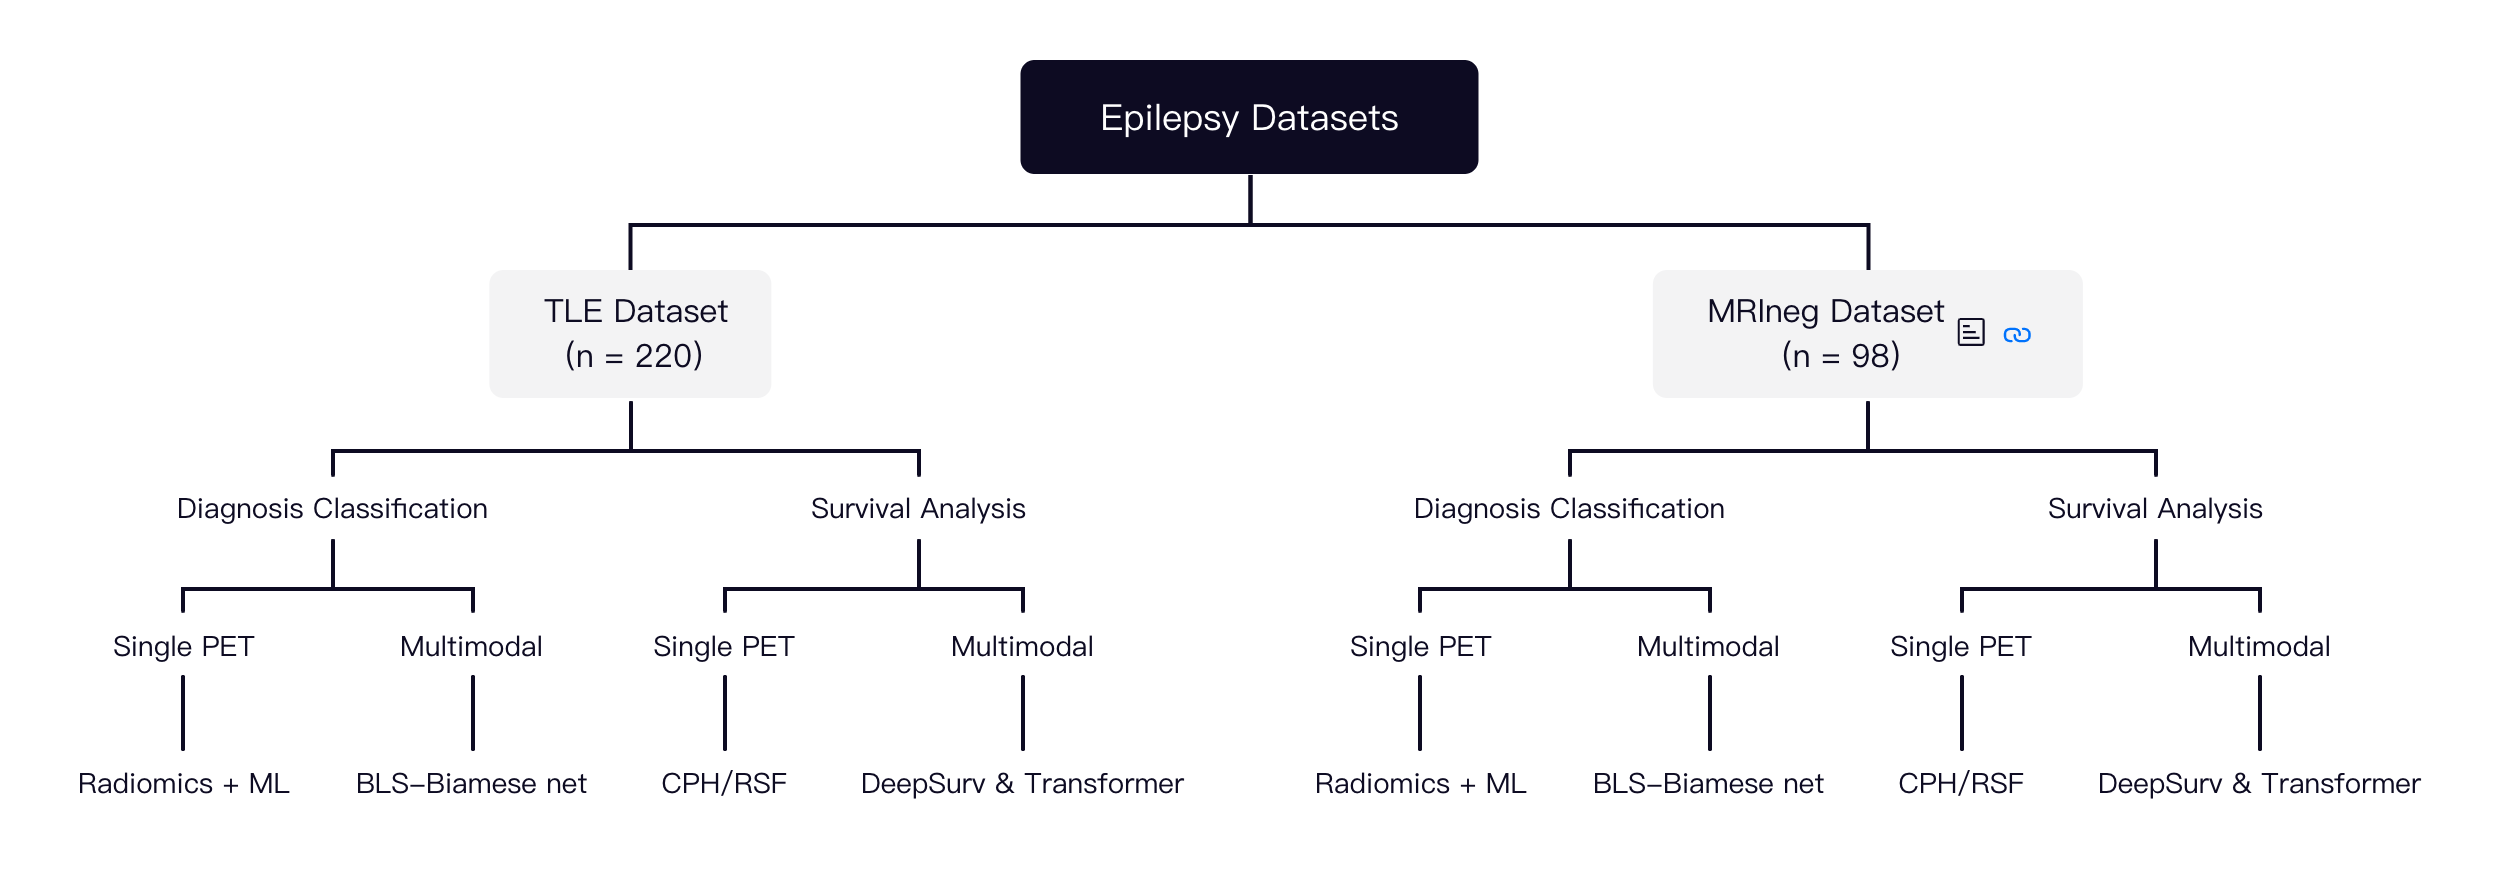 Epilepsy Datasets
TLE Dataset
(n = 220)
MRIneg Dataset
(n = 98)
Diagnosis Classification
Survival Analysis
Diagnosis Classification
Survival Analysis
Single PET
Multimodal
Single PET
Multimodal
Single PET
Multimodal
Single PET
Multimodal
Radiomics + ML
BLS–Biamese net
CPH/RSF
DeepSurv & Transformer
Radiomics + ML
BLS–Biamese net
CPH/RSF
DeepSurv & Transformer